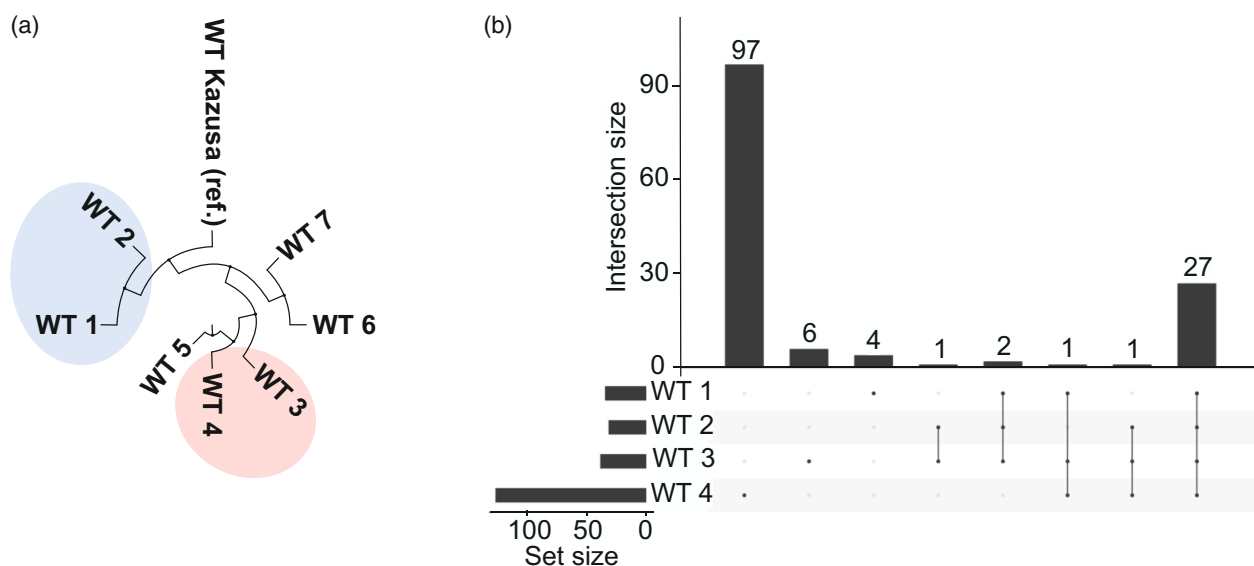 (a)
WT Kazusa (ref.)
WT 2
WT 7
WT 1
WT 6
WT 5
WT 4
WT 3
(b)
Intersection size
90
60
30
0
97
6
4
1
2
1
1
27
WT 1
WT 2
WT 3
WT 4
100 50 0
Set size